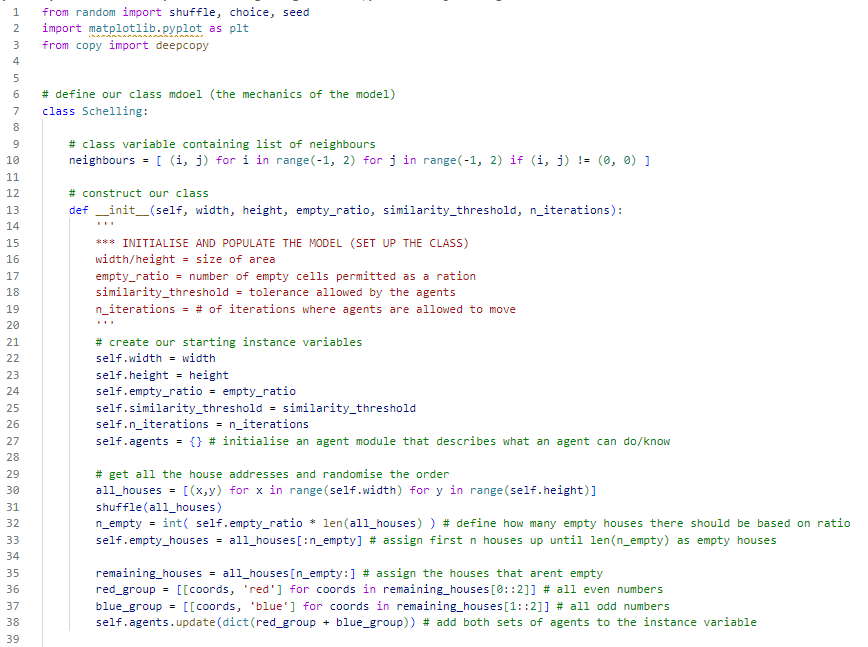 1 from random import shuffle, choice, seed
2 import matplotlib.pyplot as plt
3 from copy import deepcopy
4
5
6 # define our class mdoel (the mechanics of the model)
7 class Schelling:
8
9     # class variable containing list of neighbours
10     neighbours = [ (i, j) for i in range(-1, 2) for j in range(-1, 2) if (i, j) != (0, 0) ]
11
12     # construct our class
13     def __init__(self, width, height, empty_ratio, similarity_threshold, n_iterations):
14         '''
15         *** INITIALISE AND POPULATE THE MODEL (SET UP THE CLASS)
16         width/height = size of area
17         empty_ratio = number of empty cells permitted as a ration
18         similarity_threshold = tolerance allowed by the agents
19         n_iterations = # of iterations where agents are allowed to move
20         '''
21         # create our starting instance variables
22         self.width = width
23         self.height = height
24         self.empty_ratio = empty_ratio
25         self.similarity_threshold = similarity_threshold
26         self.n_iterations = n_iterations
27         self.agents = {} # initialise an agent module that describes what an agent can do/know
28
29         # get all the house addresses and randomise the order
30         all_houses = [(x,y) for x in range(self.width) for y in range(self.height)]
31         shuffle(all_houses)
32         n_empty = int( self.empty_ratio * len(all_houses) ) # define how many empty houses there should be based on ratio
33         self.empty_houses = all_houses[:n_empty] # assign first n houses up until len(n_empty) as empty houses
34
35         remaining_houses = all_houses[n_empty:] # assign the houses that arent empty
36         red_group = [[coords, 'red'] for coords in remaining_houses[0::2]] # all even numbers
37         blue_group = [[coords, 'blue'] for coords in remaining_houses[1::2]] # all odd numbers
38         self.agents.update(dict(red_group + blue_group)) # add both sets of agents to the instance variable
39